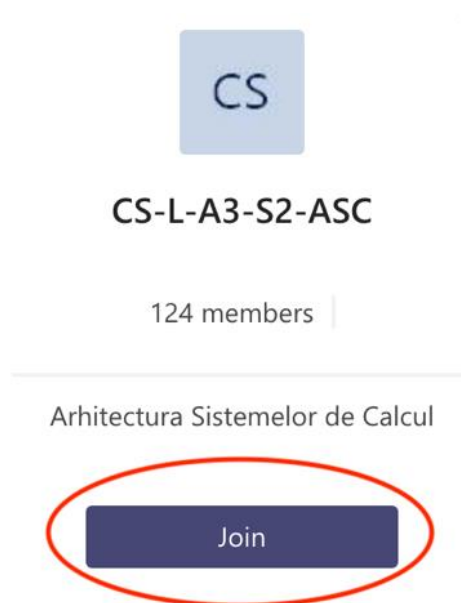 CS
CS-L-A3-S2-ASC
124 members
Arhitectura Sistemelor de Calcul
Join